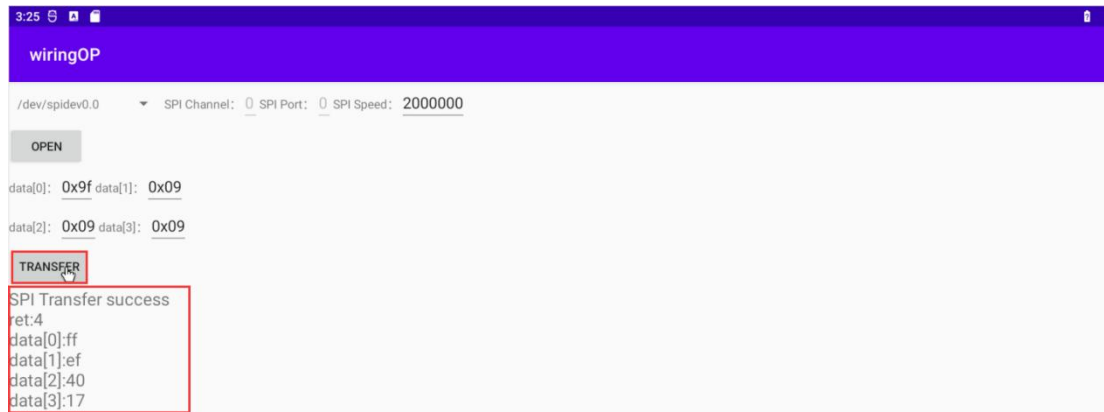 3:25
wiringOP
/dev/spidev0.0 SPI Channel: 0 SPI Port: 0 SPI Speed: 2000000
OPEN
data[0]: 0x9f data[1]: 0x09
data[2]: 0x09 data[3]: 0x09
TRANSFER
SPI Transfer success
ret:4
data[0]:ff
data[1]:ef
data[2]:40
data[3]:17